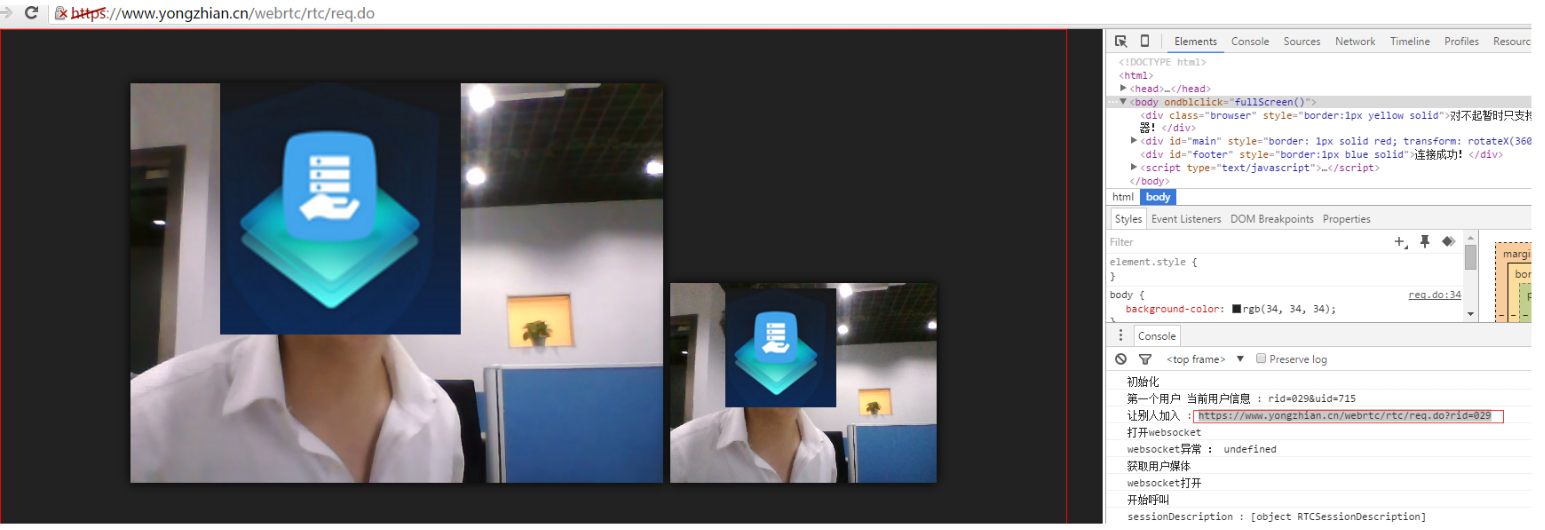 https://www.yongzhian.cn/webrtc/rtc/req.do
Elements Console Sources Network Timeline Profiles Resourc
<!DOCTYPE html>
<html>
<head>…</head>
<body ondblclick="fullScreen()">
<div class="browser" style="border:1px yellow solid">对不起暂时只支持
器! </div>
<div id="main" style="border: 1px solid red; transform: rotateX(360
<div id="footer" style="border:1px blue solid">连接成功! </div>
<script type="text/javascript">…</script>
</body>
html body
Styles Event Listeners DOM Breakpoints Properties
Filter
element.style {
}
body {
req.do:34
background-color: rgb(34, 34, 34);
}
margi
bor
p
Console
<top frame> Preserve log
初始化
第一个用户 当前用户信息 : rid=029&uid=715
让别人加入 : https://www.yongzhian.cn/webrtc/rtc/req.do?rid=029
打开websocket
websocket异常 : undefined
获取用户媒体
websocket打开
开始呼叫
sessionDescription : [object RTCSessionDescription]